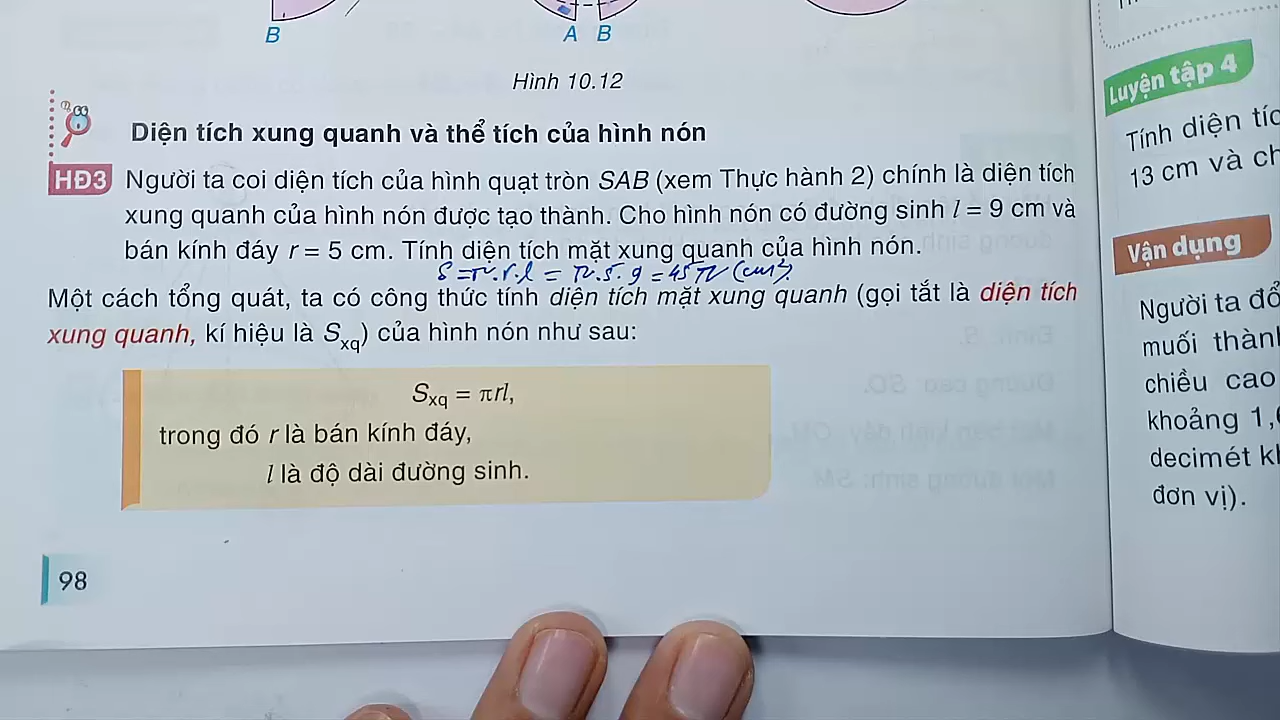 B
A B
Hình 10.12
Diện tích xung quanh và thể tích của hình nón
HĐ3 Người ta coi diện tích của hình quạt tròn SAB (xem Thực hành 2) chính là diện tích
xung quanh của hình nón được tạo thành. Cho hình nón có đường sinh l = 9 cm và
bán kính đáy r = 5 cm. Tính diện tích mặt xung quanh của hình nón.
S = π.r.l = π.5.9 = 45π (cm²)
Một cách tổng quát, ta có công thức tính diện tích mặt xung quanh (gọi tắt là diện tích
xung quanh, kí hiệu là Sxq) của hình nón như sau:
Sxq = πrl,
trong đó r là bán kính đáy,
l là độ dài đường sinh.
98
Luyện tập 4
Tính diện
13 cm và
Vận dụng
Người ta đổ
muối thành
chiều cao
khoảng 1,
decimét
đơn vị).